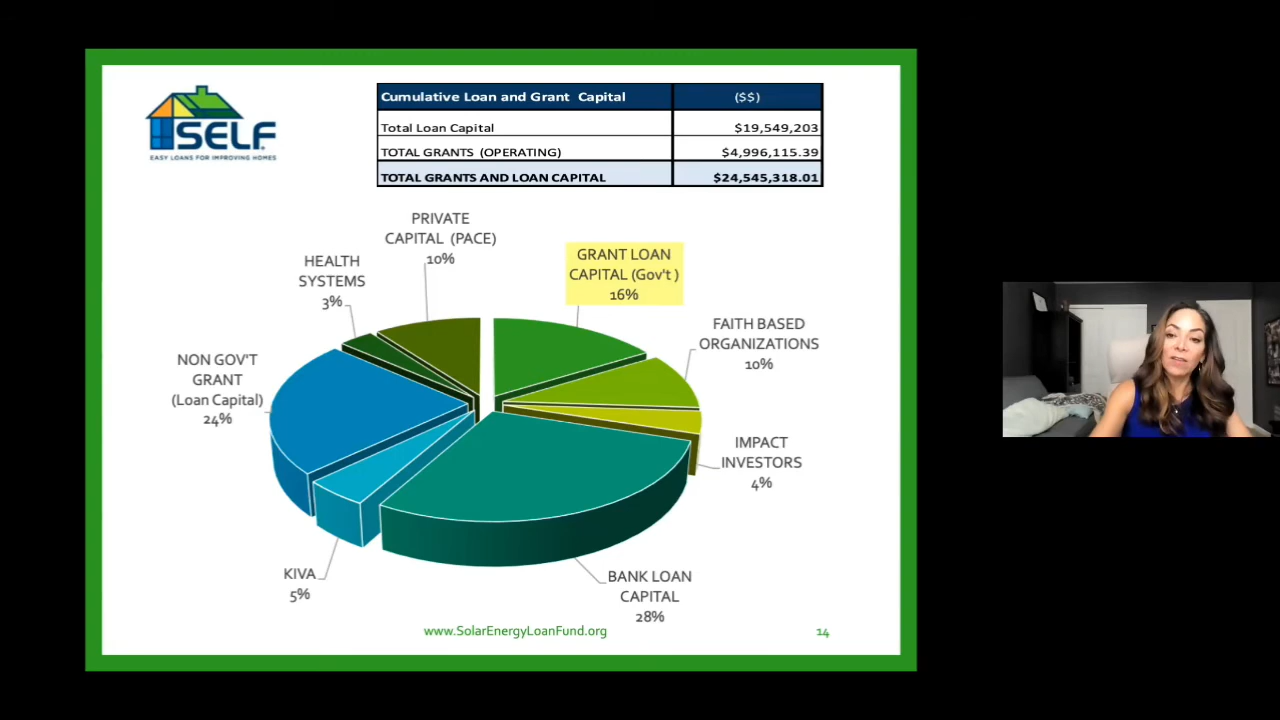 SELF
EASY LOANS FOR IMPROVING HOMES
Cumulative Loan and Grant Capital ($$)
Total Loan Capital $19,549,203
TOTAL GRANTS (OPERATING) $4,996,115.39
TOTAL GRANTS AND LOAN CAPITAL $24,545,318.01
PRIVATE
CAPITAL (PACE)
10%
GRANT LOAN
CAPITAL (Gov't )
16%
HEALTH
SYSTEMS
3%
FAITH BASED
ORGANIZATIONS
10%
NON GOV'T
GRANT
(Loan Capital)
24%
IMPACT
INVESTORS
4%
KIVA
5%
BANK LOAN
CAPITAL
28%
www.SolarEnergyLoanFund.org
14